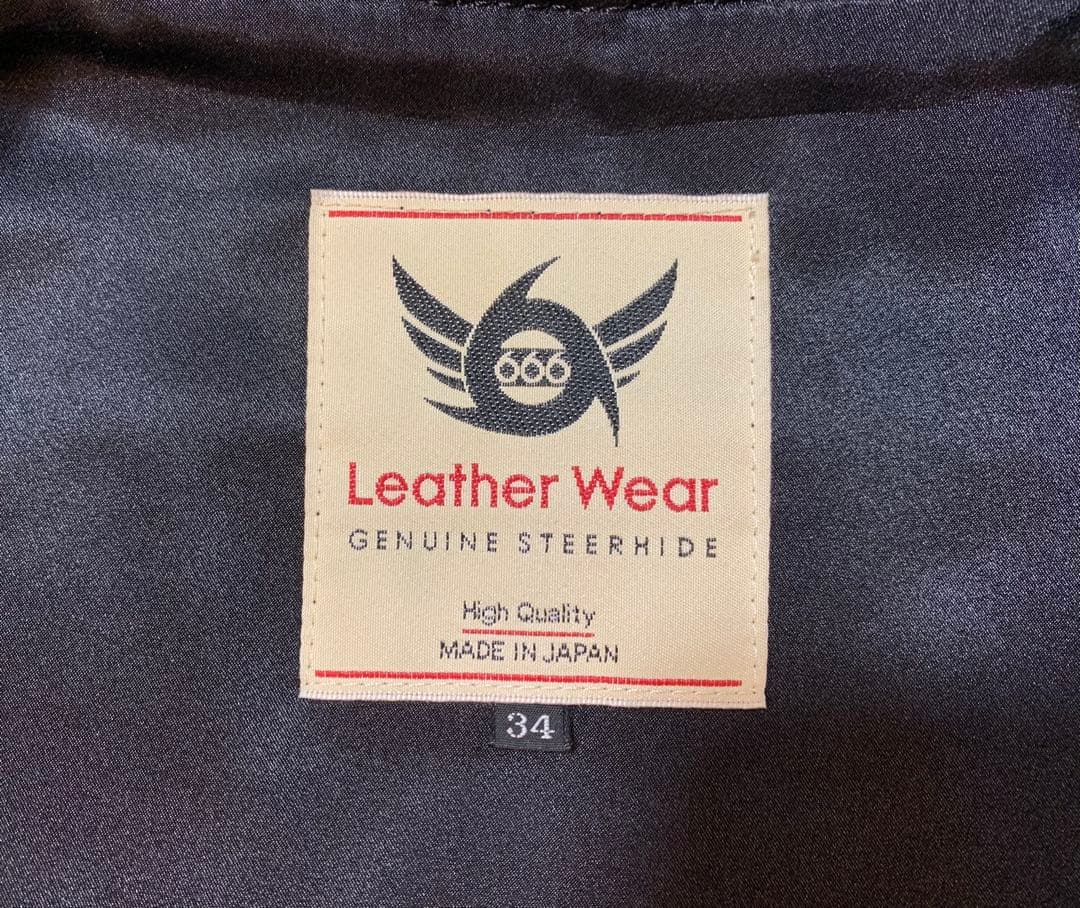 666
Leather Wear
GENUINE STEERHIDE
High Quality
MADE IN JAPAN
34